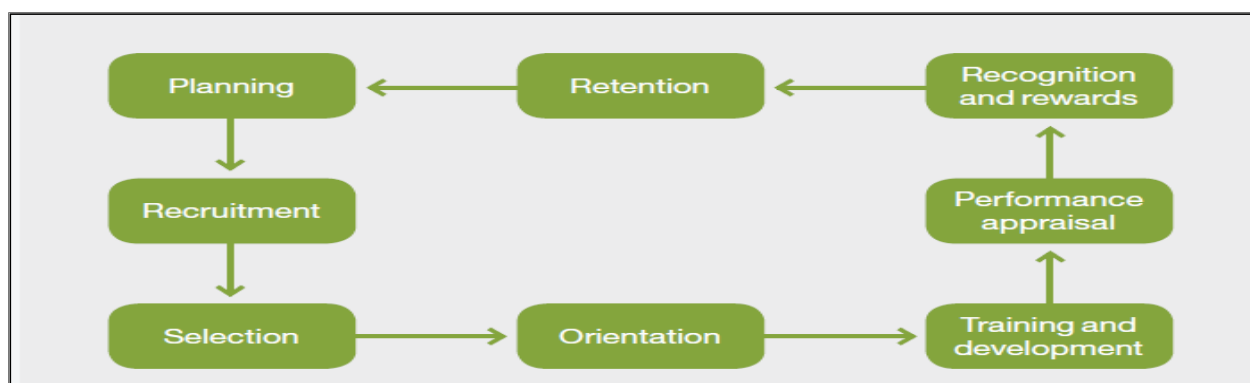 Planning
Retention
Recognition
and rewards
Recruitment
Performance
appraisal
Selection
Orientation
Training and
development